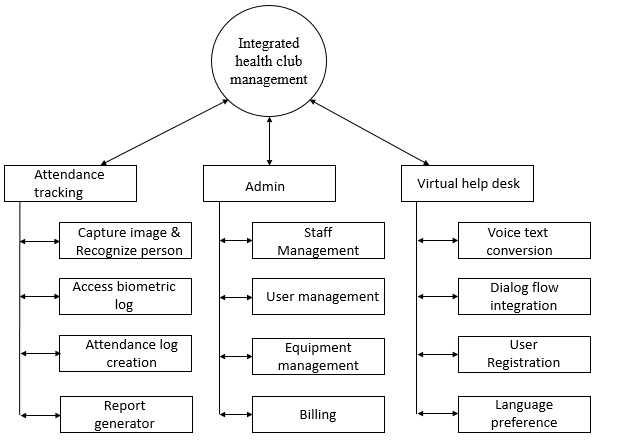 Integrated
health club
management
Attendance
tracking
Admin
Virtual help desk
Capture image &
Recognize person
Staff
Management
Voice text
conversion
Access biometric
log
User management
Dialog flow
integration
Attendance log
creation
Equipment
management
User
Registration
Report
generator
Billing
Language
preference